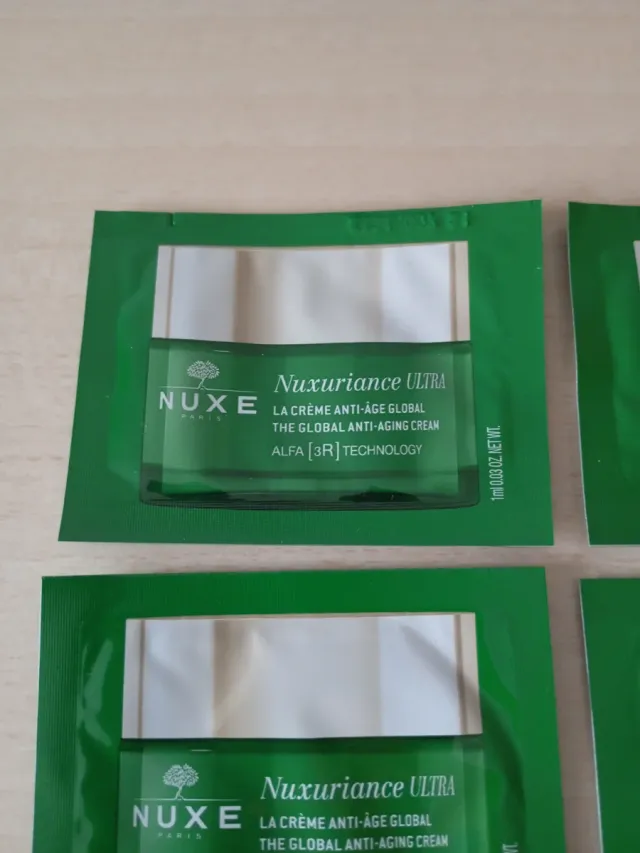 NUXE
PARIS
Nuxuriance ULTRA
LA CRÈME ANTI-ÂGE GLOBAL
THE GLOBAL ANTI-AGING CREAM
ALFA [3R] TECHNOLOGY
1ml 0.03 OZ. NET WT.
NUXE
PARIS
Nuxuriance ULTRA
LA CRÈME ANTI-ÂGE GLOBAL
THE GLOBAL ANTI-AGING CREAM
WT.